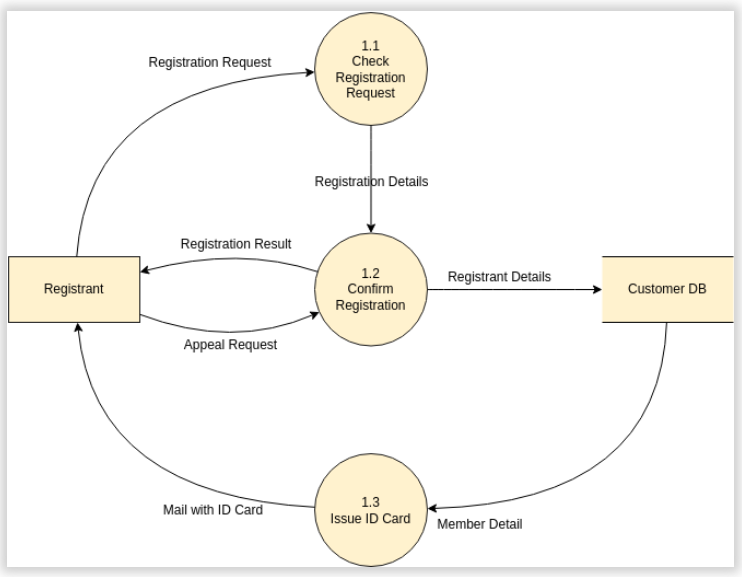 1.1
Check
Registration
Request
Registration Request
Registration Details
Registration Result
1.2
Confirm
Registration
Registrant Details
Registrant
Customer DB
Appeal Request
1.3
Issue ID Card
Mail with ID Card
Member Detail